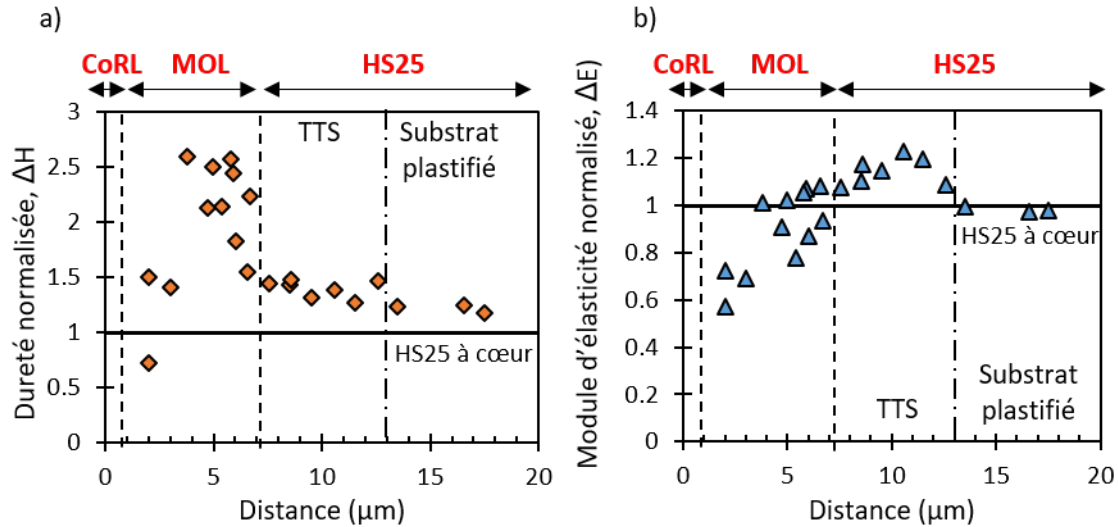 a)
CoRL MOL HS25
3
2.5
2
1.5
1
0.5
0
Dureté normalisée, ΔH
TTS
Substrat
plastifié
HS25 à cœur
0 5 10 15 20
Distance (µm)
b)
CoRL MOL HS25
1.4
1.2
1
0.8
0.6
0.4
0.2
0
Module d'élasticité normalisé, ΔE)
HS25 à cœur
TTS
Substrat
plastifié
0 5 10 15 20
Distance (µm)